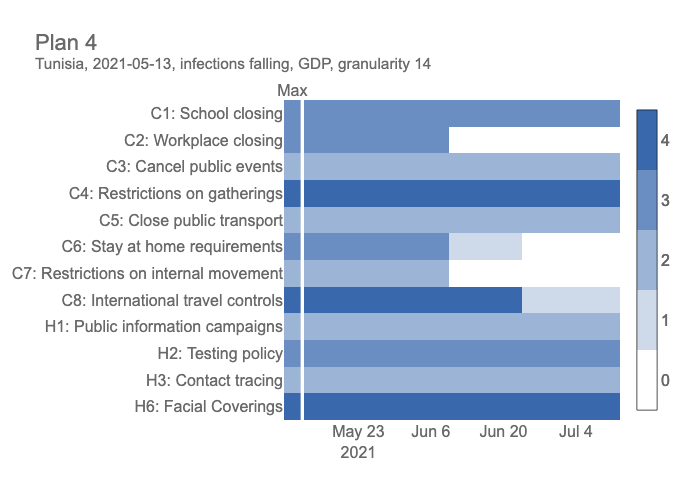 Plan 4
Tunisia, 2021-05-13, infections falling, GDP, granularity 14
Max
C1: School closing
C2: Workplace closing
C3: Cancel public events
C4: Restrictions on gatherings
C5: Close public transport
C6: Stay at home requirements
C7: Restrictions on internal movement
C8: International travel controls
H1: Public information campaigns
H2: Testing policy
H3: Contact tracing
H6: Facial Coverings
May 23 Jun 6 Jun 20 Jul 4
2021
4
3
2
1
0